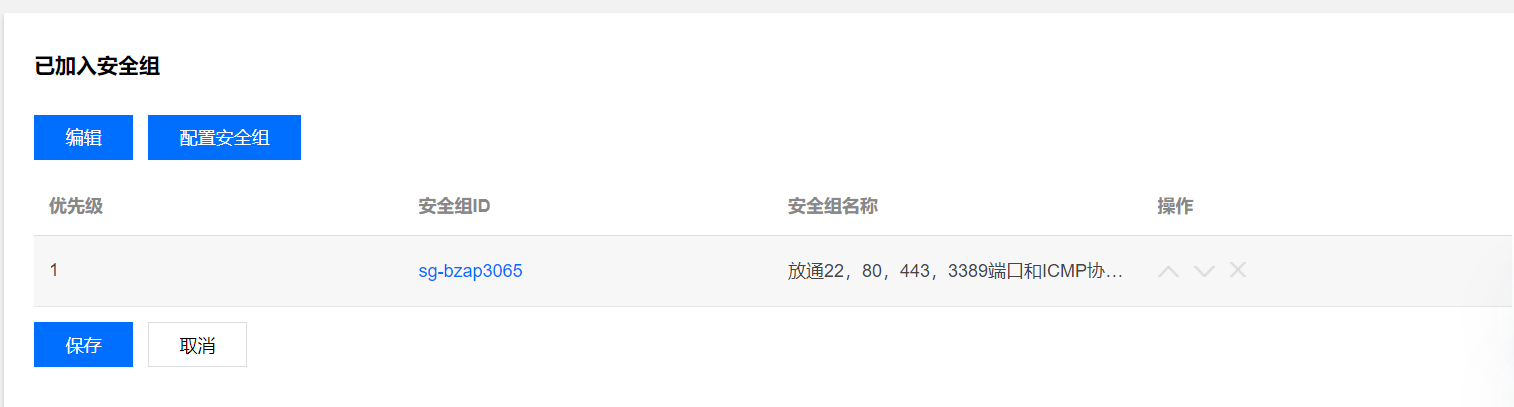 已加入安全组
编辑 配置安全组
优先级 安全组ID 安全组名称 操作
1 sg-bzap3065 放通22，80，443，3389端口和ICMP协…
保存 取消